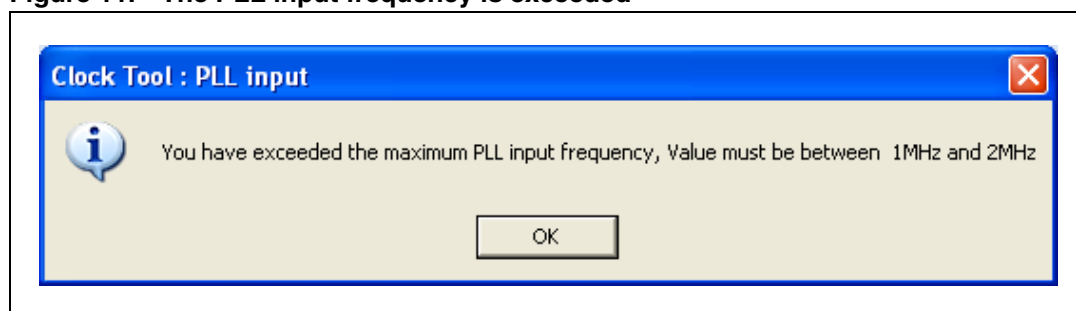 Clock Tool : PLL input
You have exceeded the maximum PLL input frequency, Value must be between 1MHz and 2MHz
OK